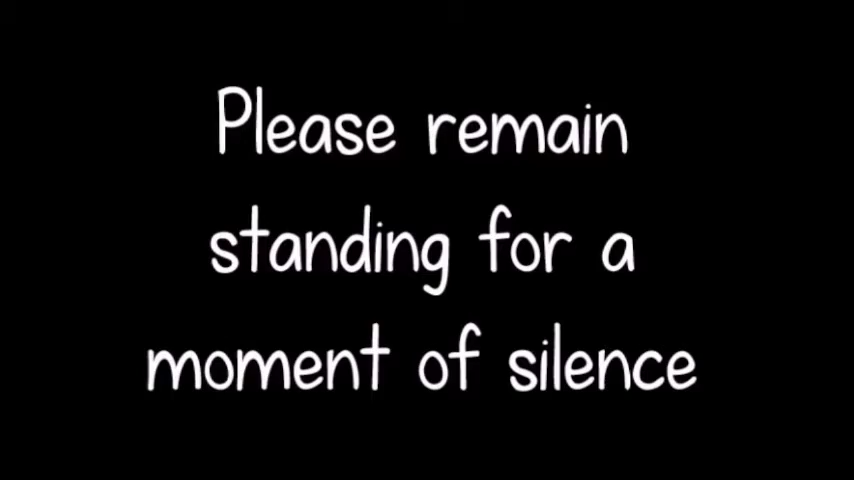 Please remain
standing for a
moment of silence